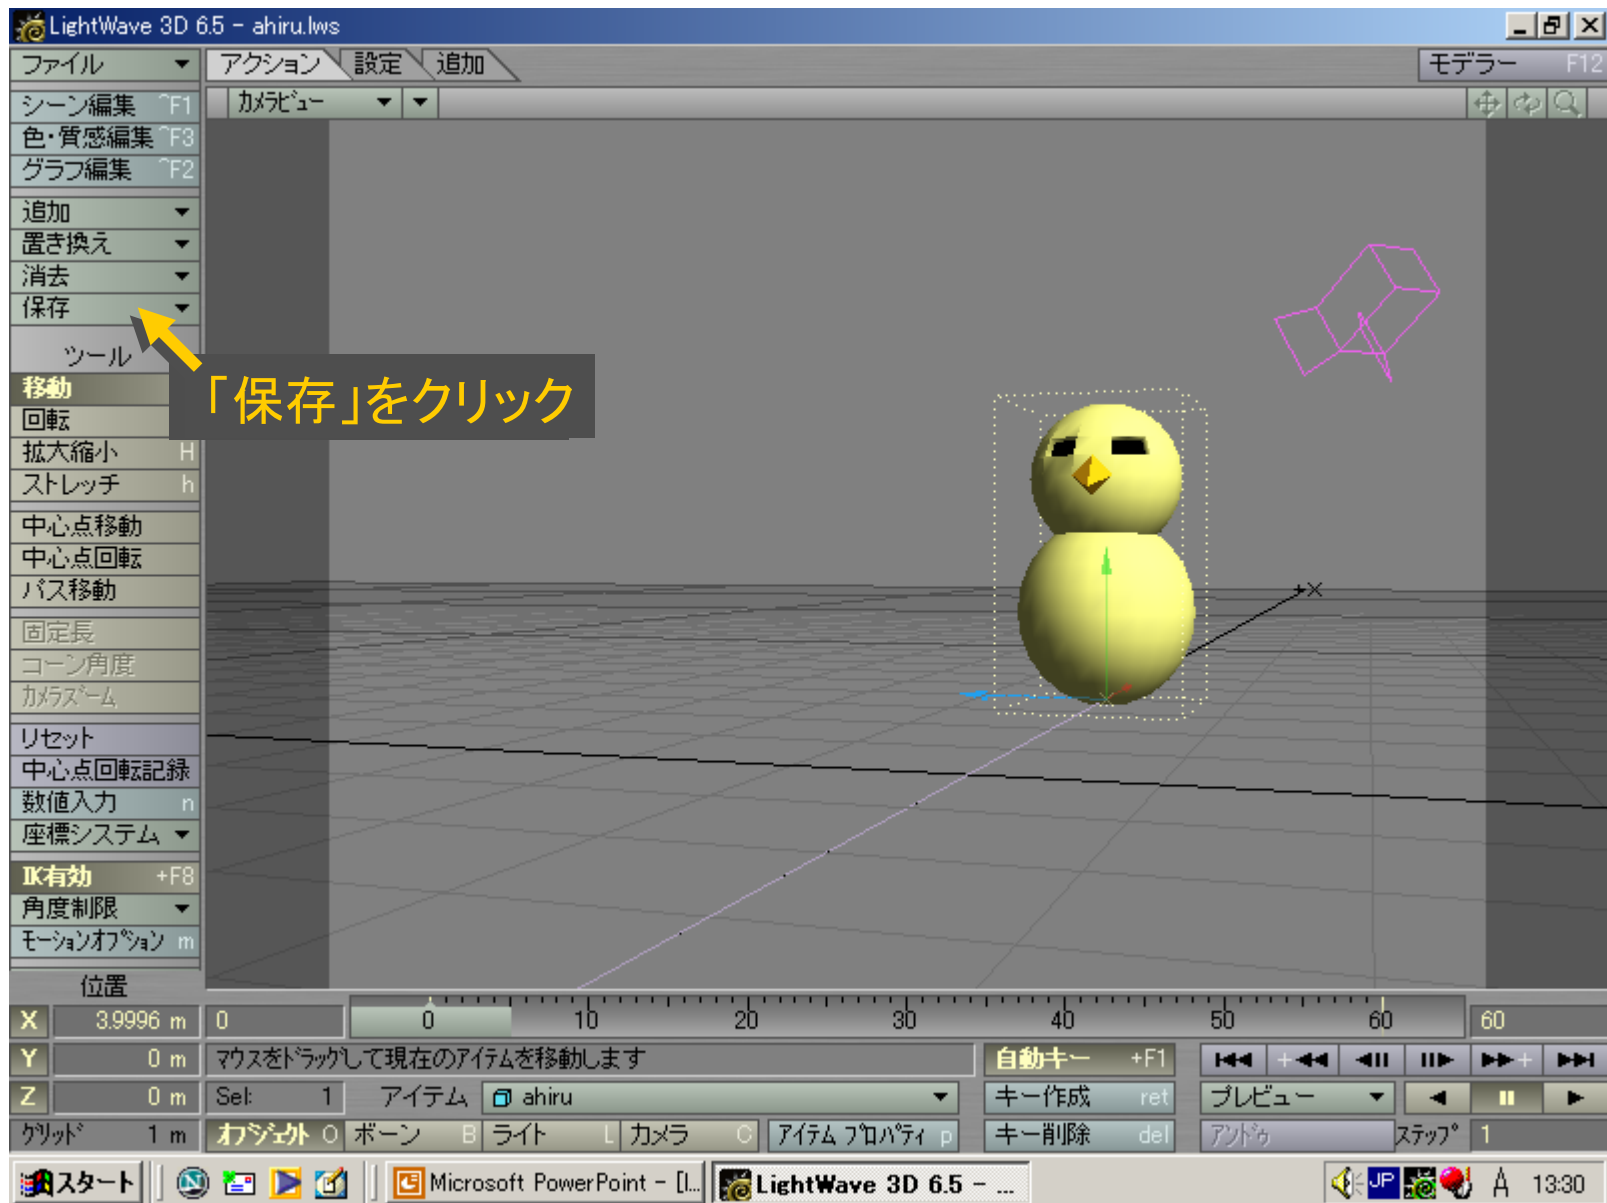 LightWave 3D 6.5 - ahiru.lws
ファイル
アクション 設定 追加
モデラー F12
シーン編集 ^F1
カメラビュー
色・質感編集 ^F3
グラフ編集 ^F2
追加
置き換え
消去
保存
ツール
移動
「保存」をクリック
回転
拡大縮小 H
ストレッチ h
中心点移動
中心点回転
パス移動
固定長
コーン角度
カメラズーム
リセット
中心点回転記録
数値入力 n
座標システム
IK有効 +F8
角度制限
モーションオプション m
位置
X 3.9996 m 0 0 10 20 30 40 50 60 60
Y 0 m マウスをドラッグして現在のアイテムを移動します 自動キー +F1
Z 0 m Sel: 1 アイテム ahiru キー作成 ret プレビュー
グリッド 1 m オブジェクト O ボーン B ライト L カメラ C アイテム プロパティ p キー削除 del アンドゥ ステップ 1
スタート Microsoft PowerPoint - [l... LightWave 3D 6.5 - ... JP A 13:30